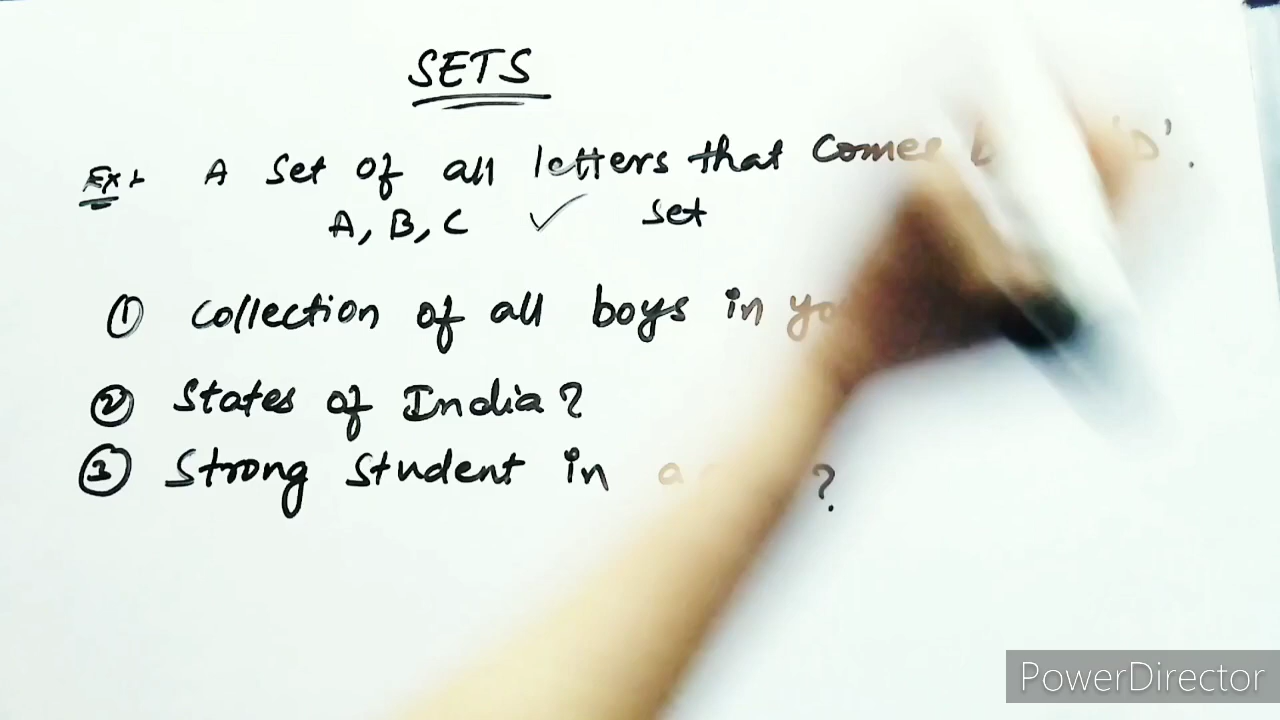 SETS
Ex:- A set of all letters that comes 'D'.
A, B, C ✓ set
① Collection of all boys in
② States of India?
③ Strong student in a ?
PowerDirector